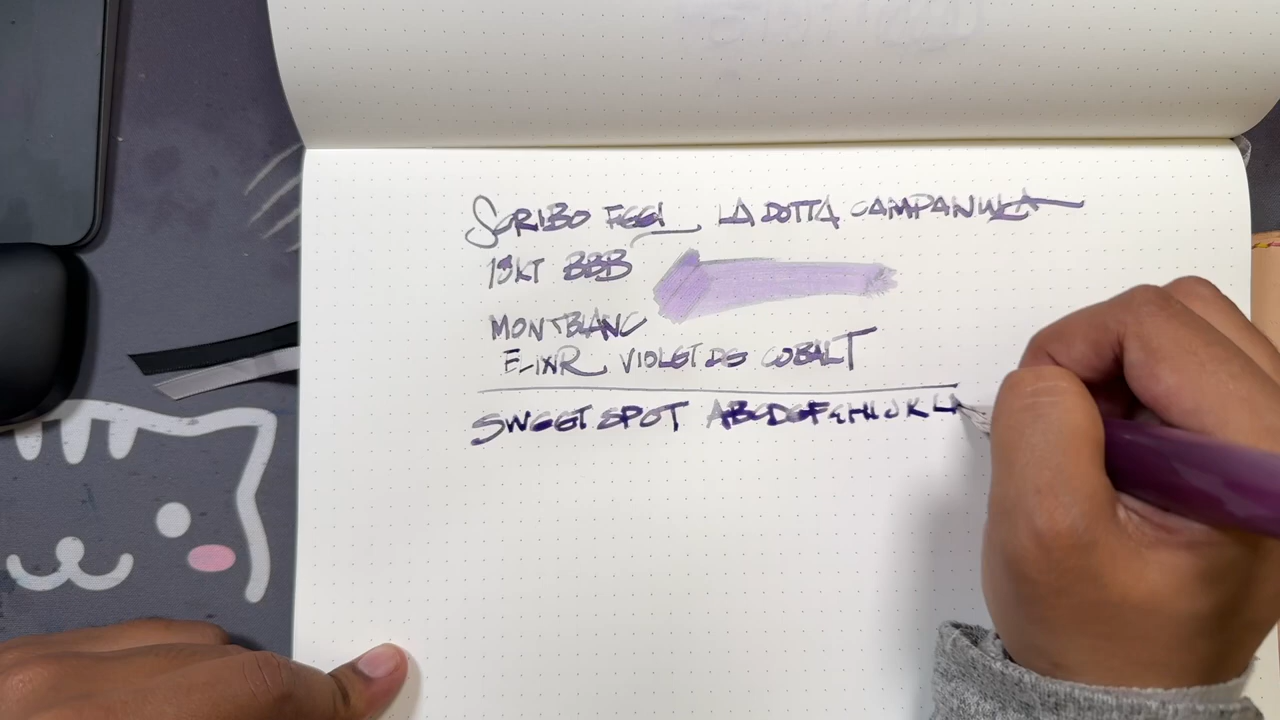 SCRIBO FEEL LA DOTTA CAMPANULA
18KT BBB
MONTBLANC
ELIXIR VIOLET DE COBALT
SWEET SPOT ABCDEFGHIJKL